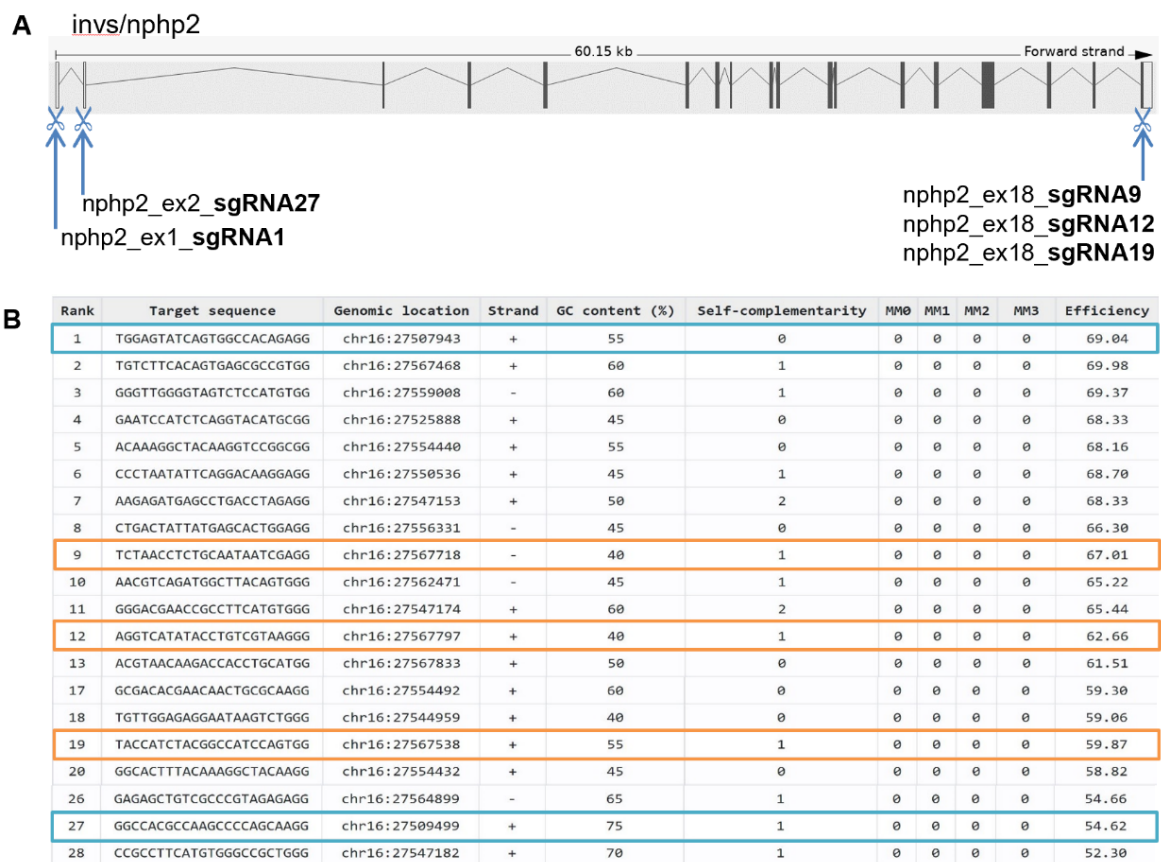 A
invs/nphp2
60.15 kb
Forward strand
nphp2_ex2_sgRNA27
nphp2_ex1_sgRNA1
nphp2_ex18_sgRNA9
nphp2_ex18_sgRNA12
nphp2_ex18_sgRNA19
B
Rank Target sequence Genomic location Strand GC content (%) Self-complementarity MM0 MM1 MM2 MM3 Efficiency
1 TGGAGTATCAGTGGCCACAGAGG chr16:27507943 + 55 0 0 0 0 0 69.04
2 TGTCTTCACAGTGAGCGCCGTGG chr16:27567468 + 60 1 0 0 0 0 69.98
3 GGGTTGGGGTAGTCTCCATGTGG chr16:27559008 - 60 1 0 0 0 0 69.37
4 GAATCCATCTCAGGTACATGCGG chr16:27525888 + 45 0 0 0 0 0 68.33
5 ACAAAGGCTACAAGGTCCGGCGG chr16:27554440 + 55 0 0 0 0 0 68.16
6 CCCTAATATTCAGGACAAGGAGG chr16:27550536 + 45 1 0 0 0 0 68.70
7 AAGAGATGAGCCTGACCTAGAGG chr16:27547153 + 50 2 0 0 0 0 68.33
8 CTGACTATTATGAGCACTGGAGG chr16:27556331 - 45 0 0 0 0 0 66.30
9 TCTAACCTCTGCAATAATCGAGG chr16:27567718 - 40 1 0 0 0 0 67.01
10 AACGTCAGATGGCTTACAGTGGG chr16:27562471 - 45 1 0 0 0 0 65.22
11 GGGACGAACCGCCTTCATGTGGG chr16:27547174 + 60 2 0 0 0 0 65.44
12 AGGTCATATACCTGTCGTAAGGG chr16:27567797 + 40 1 0 0 0 0 62.66
13 ACGTAACAAGACCACCTGCATGG chr16:27567833 + 50 0 0 0 0 0 61.51
17 GCGACACGAACAACTGCGCAAGG chr16:27554492 + 60 0 0 0 0 0 59.30
18 TGTTGGAGAGGAATAAGTCTGGG chr16:27544959 + 40 0 0 0 0 0 59.06
19 TACCATCTACGGCCATCCAGTGG chr16:27567538 + 55 1 0 0 0 0 59.87
20 GGCACTTTACAAAGGCTACAAGG chr16:27554432 + 45 0 0 0 0 0 58.82
26 GAGAGCTGTCGCCCGTAGAGAGG chr16:27564899 - 65 1 0 0 0 0 54.66
27 GGCCACGCCAAGCCCCAGCAAGG chr16:27509499 + 75 1 0 0 0 0 54.62
28 CCGCCTTCATGTGGGCCGCTGGG chr16:27547182 + 70 1 0 0 0 0 52.30